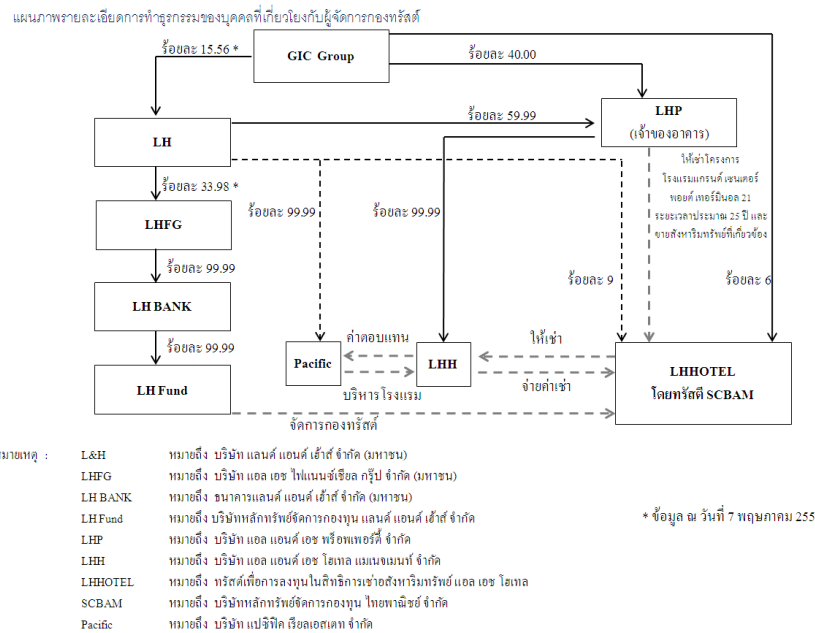 แผนภาพรายละเอียดการทำธุรกรรมของบุคคลที่เกี่ยวโยงกับผู้จัดการกองทรัสต์
ร้อยละ 15.56 *
GIC Group
ร้อยละ 40.00
LH
ร้อยละ 59.99
LHP
(เจ้าของอาคาร)
ให้เช่าโครงการ
โรงแรมแกรนด์ เซนเตอร์
พอยต์ เทอร์มินอล 21
ระยะเวลาประมาณ 25 ปี และ
ขายสังหาริมทรัพย์ที่เกี่ยวข้อง
ร้อยละ 33.98 *
LHFG
ร้อยละ 99.99
ร้อยละ 99.99
ร้อยละ 99.99
LH BANK
ร้อยละ 9
ร้อยละ 6
ร้อยละ 99.99
LH Fund
Pacific
ค่าตอบแทน
บริหารโรงแรม
LHH
ให้เช่า
จ่ายค่าเช่า
LHHOTEL
โดยทรัสตี SCBAM
จัดการกองทรัสต์
มายเหตุ :
L&H หมายถึง บริษัท แลนด์ แอนด์ เฮ้าส์ จำกัด (มหาชน)
LHFG หมายถึง บริษัท แอล เอช ไฟแนนซ์เชียล กรุ๊ป จำกัด (มหาชน)
LH BANK หมายถึง ธนาคารแลนด์ แอนด์ เฮ้าส์ จำกัด (มหาชน)
LH Fund หมายถึง บริษัทหลักทรัพย์จัดการกองทุน แลนด์ แอนด์ เฮ้าส์ จำกัด
* ข้อมูล ณ วันที่ 7 พฤษภาคม 255
LHP หมายถึง บริษัท แอล แอนด์ เอช พร็อพเพอร์ตี้ จำกัด
LHH หมายถึง บริษัท แอล แอนด์ เอช โฮเทล แมเนจเมนท์ จำกัด
LHHOTEL หมายถึง ทรัสต์เพื่อการลงทุนในสิทธิการเช่าอสังหาริมทรัพย์ แอล เอช โฮเทล
SCBAM หมายถึง บริษัทหลักทรัพย์จัดการกองทุน ไทยพาณิชย์ จำกัด
Pacific หมายถึง บริษัท แปซิฟิค เรียลเอสเตท จำกัด